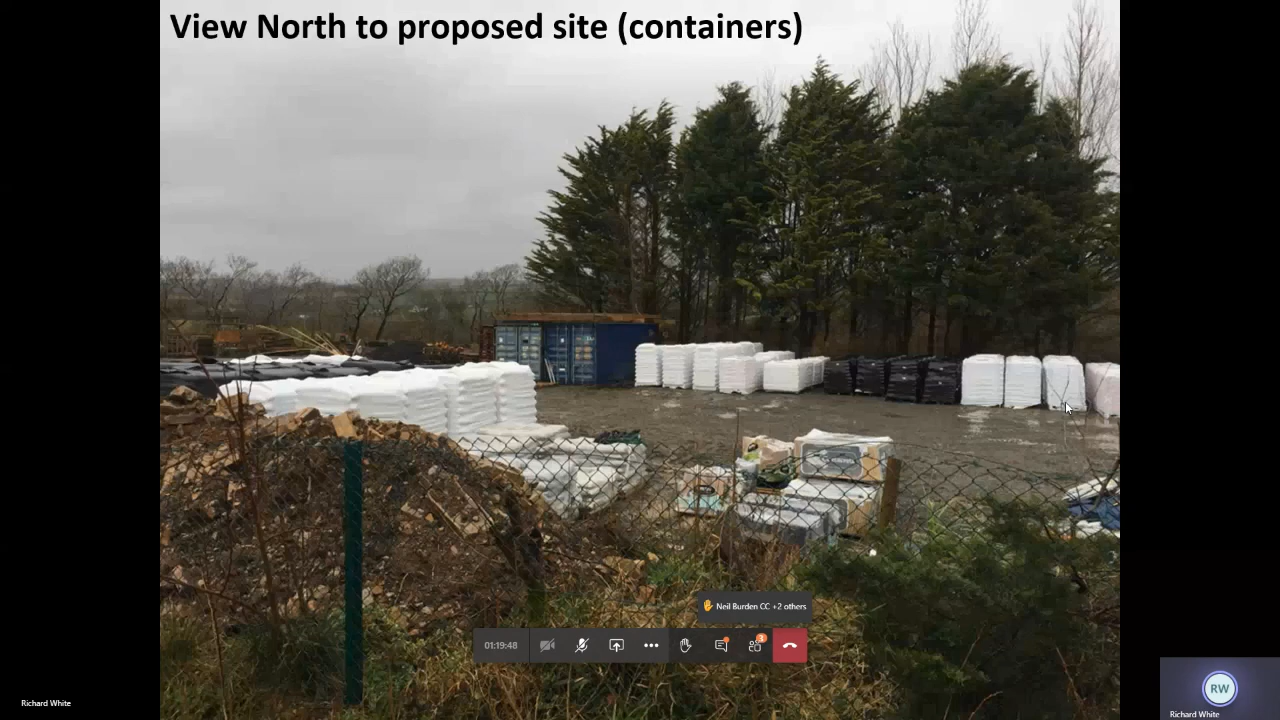 View North to proposed site (containers)
Neil Burden CC +2 others
01:19:48
3
RW
Richard White
Richard White